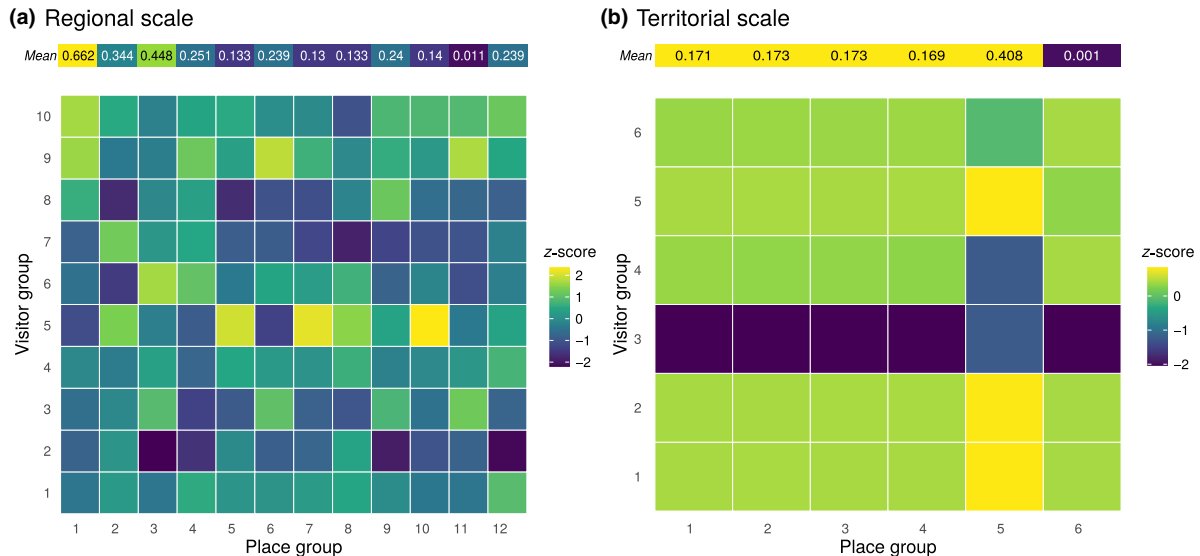 (a) Regional scale
Mean 0.662 0.344 0.448 0.251 0.133 0.239 0.13 0.133 0.24 0.14 0.011 0.239
10
9
8
7
6
5
4
3
2
1
Visitor group
1 2 3 4 5 6 7 8 9 10 11 12
Place group
z-score
2
1
0
−1
−2
(b) Territorial scale
Mean 0.171 0.173 0.173 0.169 0.408 0.001
6
5
4
3
2
1
Visitor group
1 2 3 4 5 6
Place group
z-score
0
−1
−2